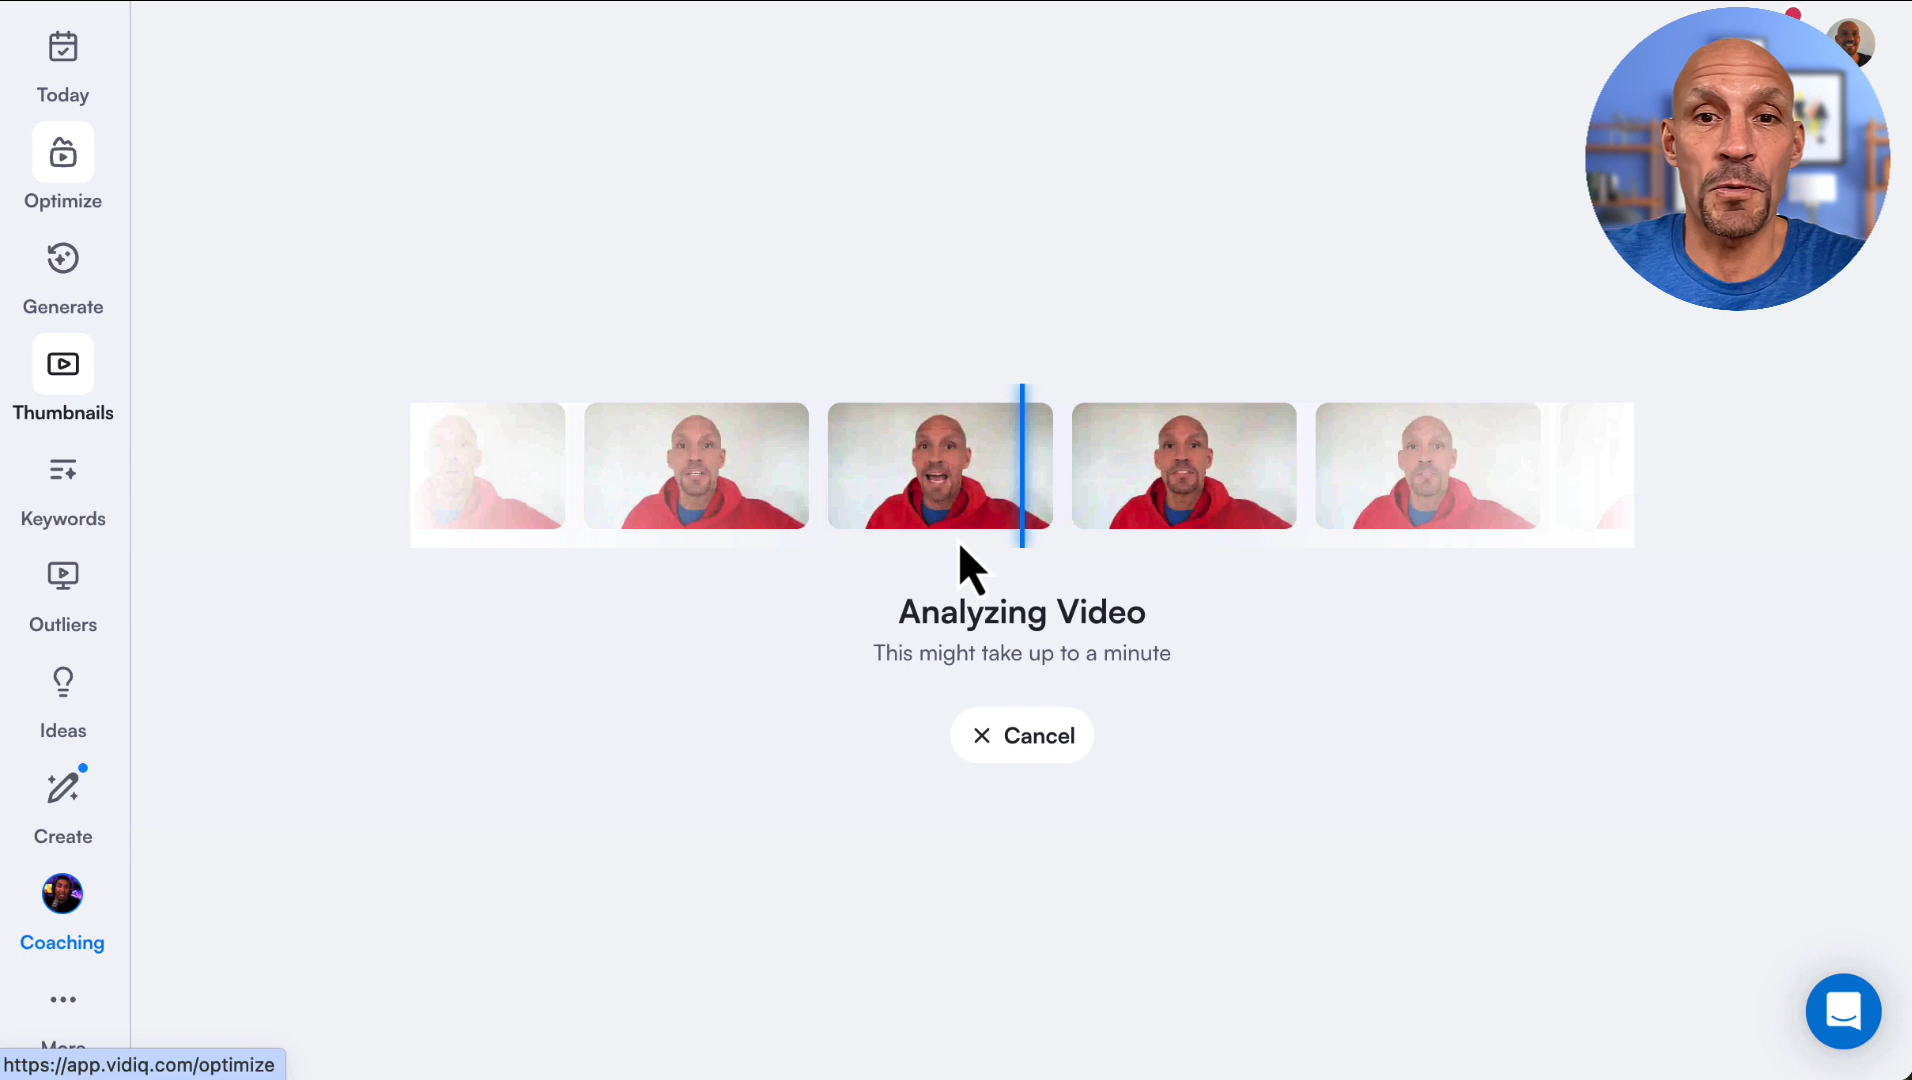 Today
Optimize
Generate
Thumbnails
Keywords
Outliers
Ideas
Create
Coaching
More
Analyzing Video
This might take up to a minute
Cancel
https://app.vidiq.com/optimize